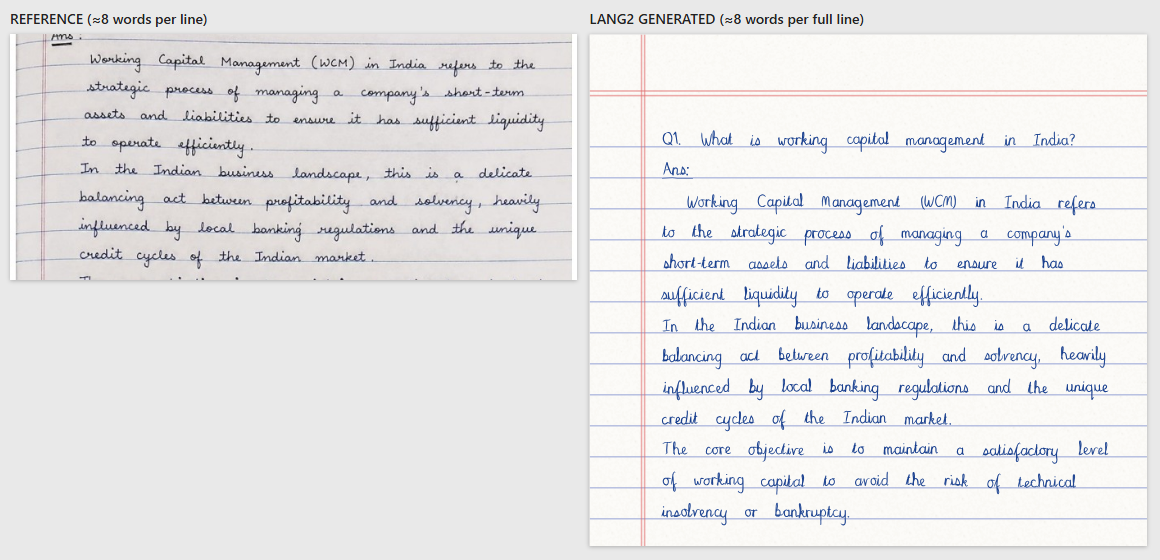 REFERENCE (≈8 words per line)
Ans :
Working Capital Management (WCM) in India refers to the
strategic process of managing a company's short-term
assets and liabilities to ensure it has sufficient liquidity
to operate efficiently.
In the Indian business landscape, this is a delicate
balancing act between profitability and solvency, heavily
influenced by local banking regulations and the unique
credit cycles of the Indian market.
LANG2 GENERATED (≈8 words per full line)
Q1. What is working capital management in India?
Ans:
Working Capital Management (WCM) in India refers
to the strategic process of managing a company's
short-term assets and liabilities to ensure it has
sufficient liquidity to operate efficiently.
In the Indian business landscape, this is a delicate
balancing act between profitability and solvency, heavily
influenced by local banking regulations and the unique
credit cycles of the Indian market.
The core objective is to maintain a satisfactory level
of working capital to avoid the risk of technical
insolvency or bankruptcy.